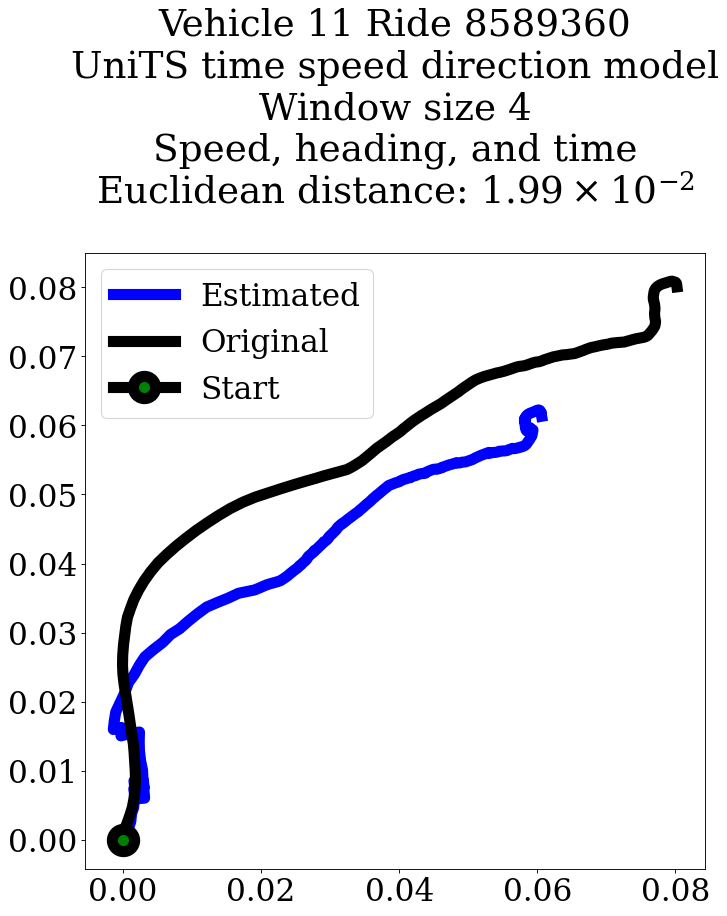 Vehicle 11 Ride 8589360
UniTS time speed direction model
Window size 4
Speed, heading, and time
Euclidean distance: 1.99 × 10⁻²
Estimated
Original
Start
0.08
0.07
0.06
0.05
0.04
0.03
0.02
0.01
0.00
0.00 0.02 0.04 0.06 0.08